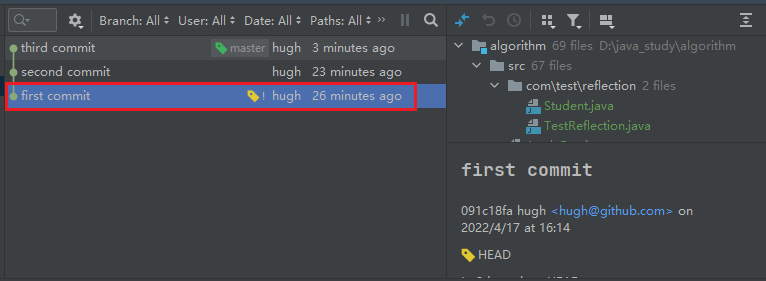 Branch: All User: All Date: All Paths: All
third commit master hugh 3 minutes ago
second commit hugh 23 minutes ago
first commit ! hugh 26 minutes ago
algorithm 69 files D:\java_study\algorithm
src 67 files
com\test\reflection 2 files
Student.java
TestReflection.java
first commit
091c18fa hugh <hugh@github.com> on
2022/4/17 at 16:14
HEAD